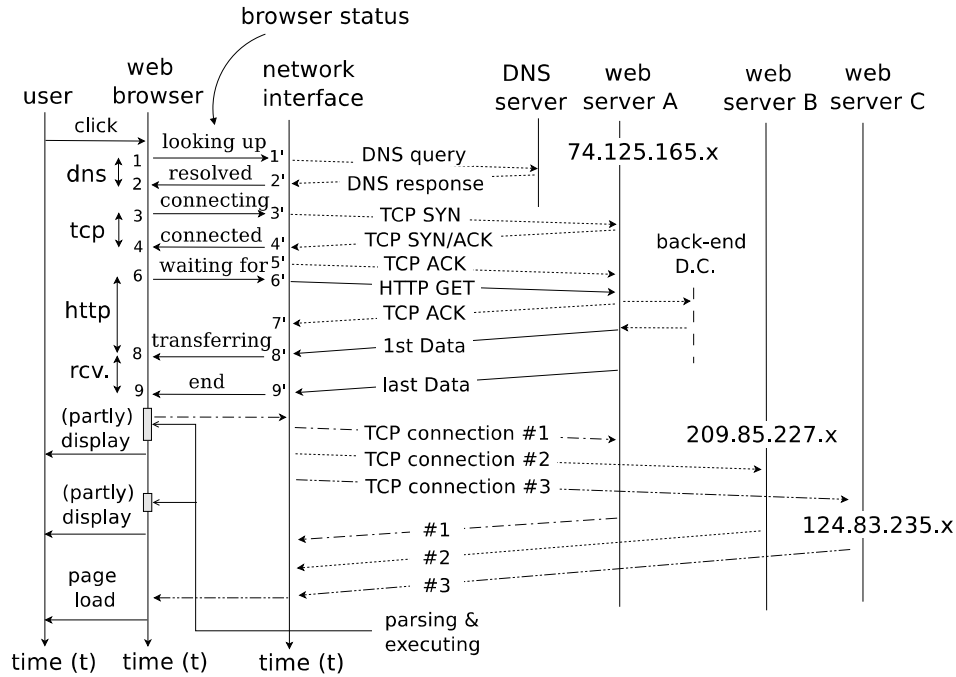 browser status
user
web
browser
network
interface
DNS
server
web
server A
web
server B
web
server C
click
looking up
1
1'
DNS query
74.125.165.x
dns
resolved
2
2'
DNS response
connecting
3
3'
TCP SYN
tcp
connected
4
4'
TCP SYN/ACK
back-end
D.C.
waiting for
5'
TCP ACK
6
6'
HTTP GET
http
7'
TCP ACK
transferring
8
8'
1st Data
rcv.
end
9
9'
last Data
(partly)
display
TCP connection #1
209.85.227.x
TCP connection #2
TCP connection #3
(partly)
display
124.83.235.x
#1
#2
#3
page
load
parsing &
executing
time (t)
time (t)
time (t)